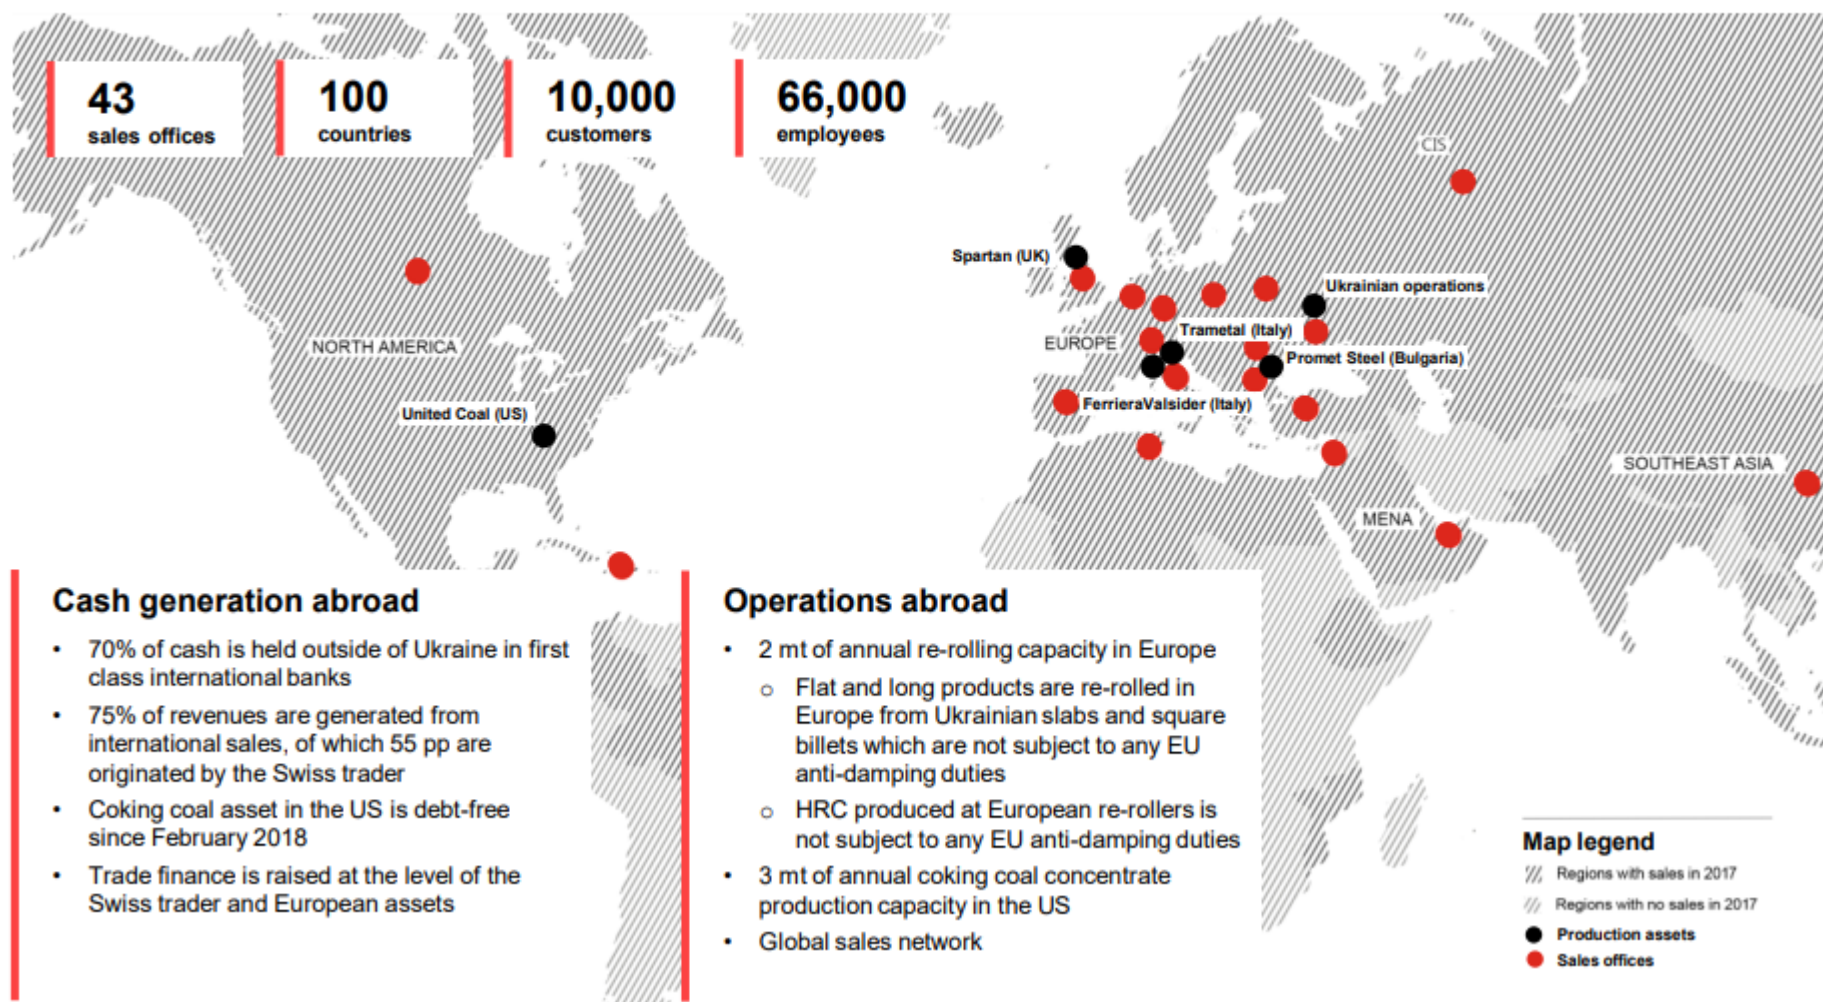 43
sales offices
100
countries
10,000
customers
66,000
employees
CIS
Spartan (UK)
Ukrainian operations
Trametal (Italy)
EUROPE
NORTH AMERICA
Promet Steel (Bulgaria)
FerrieraValsider (Italy)
United Coal (US)
SOUTHEAST ASIA
MENA
Cash generation abroad
• 70% of cash is held outside of Ukraine in first
class international banks
• 75% of revenues are generated from
international sales, of which 55 pp are
originated by the Swiss trader
• Coking coal asset in the US is debt-free
since February 2018
• Trade finance is raised at the level of the
Swiss trader and European assets
Operations abroad
• 2 mt of annual re-rolling capacity in Europe
o Flat and long products are re-rolled in
Europe from Ukrainian slabs and square
billets which are not subject to any EU
anti-damping duties
o HRC produced at European re-rollers is
not subject to any EU anti-damping duties
• 3 mt of annual coking coal concentrate
production capacity in the US
• Global sales network
Map legend
Regions with sales in 2017
Regions with no sales in 2017
Production assets
Sales offices